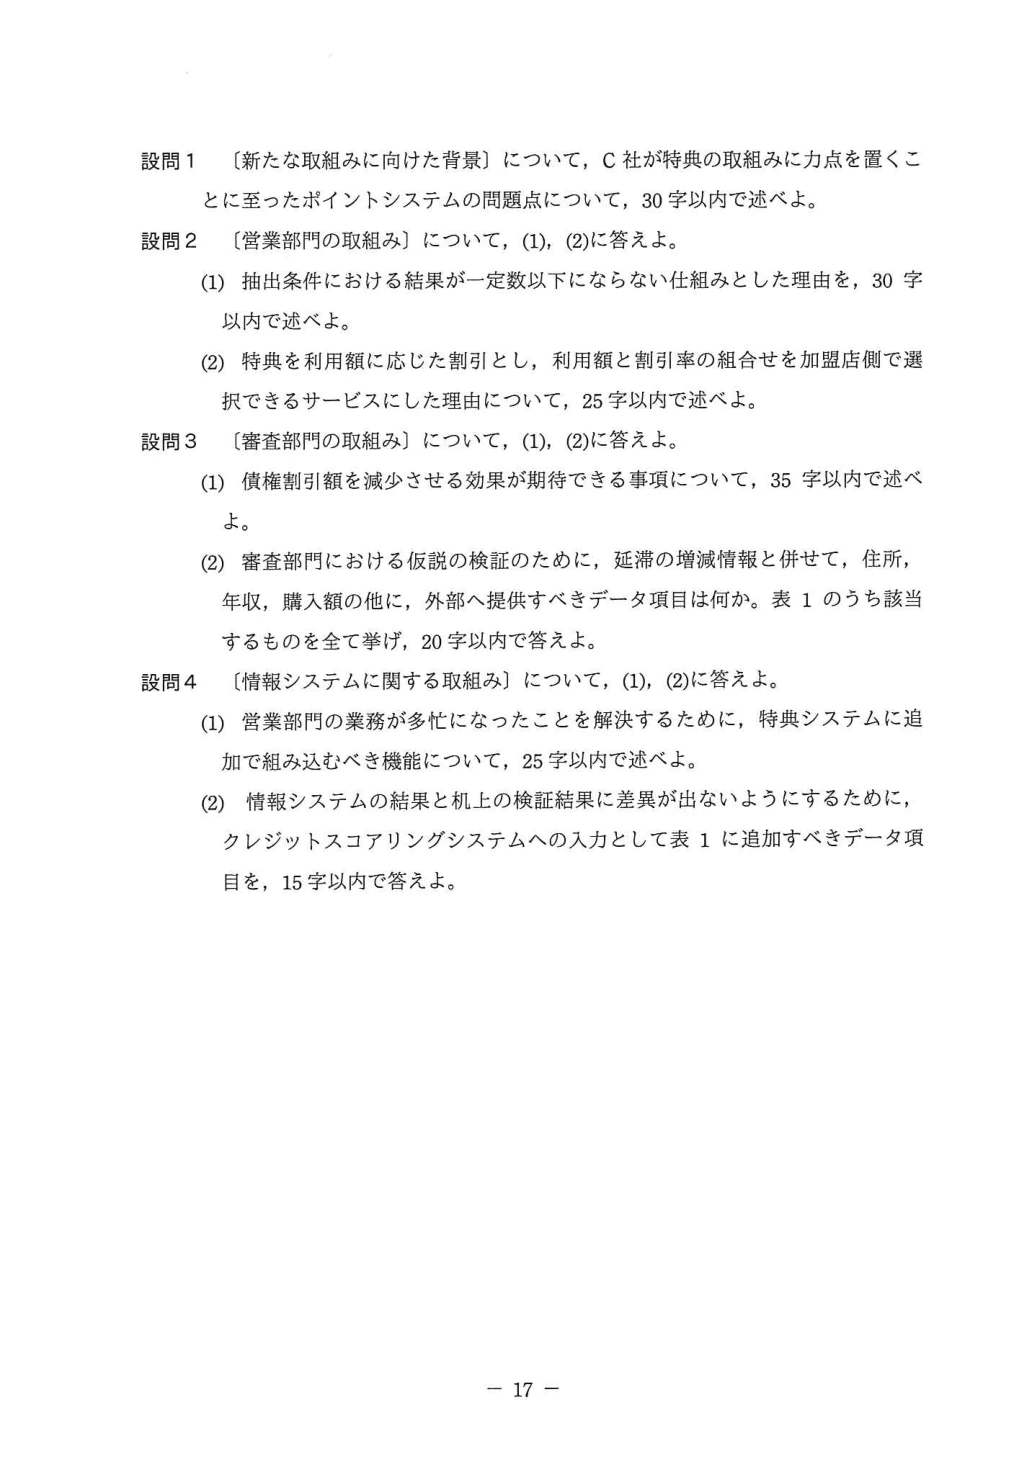 設問1　〔新たな取組みに向けた背景〕について，C 社が特典の取組みに力点を置くこ
とに至ったポイントシステムの問題点について，30 字以内で述べよ。
設問2　〔営業部門の取組み〕について，(1)，(2)に答えよ。
(1)　抽出条件における結果が一定数以下にならない仕組みとした理由を，30 字
以内で述べよ。
(2)　特典を利用額に応じた割引とし，利用額と割引率の組合せを加盟店側で選
択できるサービスにした理由について，25 字以内で述べよ。
設問3　〔審査部門の取組み〕について，(1)，(2)に答えよ。
(1)　債権割引額を減少させる効果が期待できる事項について，35 字以内で述べ
よ。
(2)　審査部門における仮説の検証のために，延滞の増減情報と併せて，住所，
年収，購入額の他に，外部へ提供すべきデータ項目は何か。表 1 のうち該当
するものを全て挙げ，20 字以内で答えよ。
設問4　〔情報システムに関する取組み〕について，(1)，(2)に答えよ。
(1)　営業部門の業務が多忙になったことを解決するために，特典システムに追
加で組み込むべき機能について，25 字以内で述べよ。
(2)　情報システムの結果と机上の検証結果に差異が出ないようにするために，
クレジットスコアリングシステムへの入力として表 1 に追加すべきデータ項
目を，15 字以内で答えよ。
－ 17 －